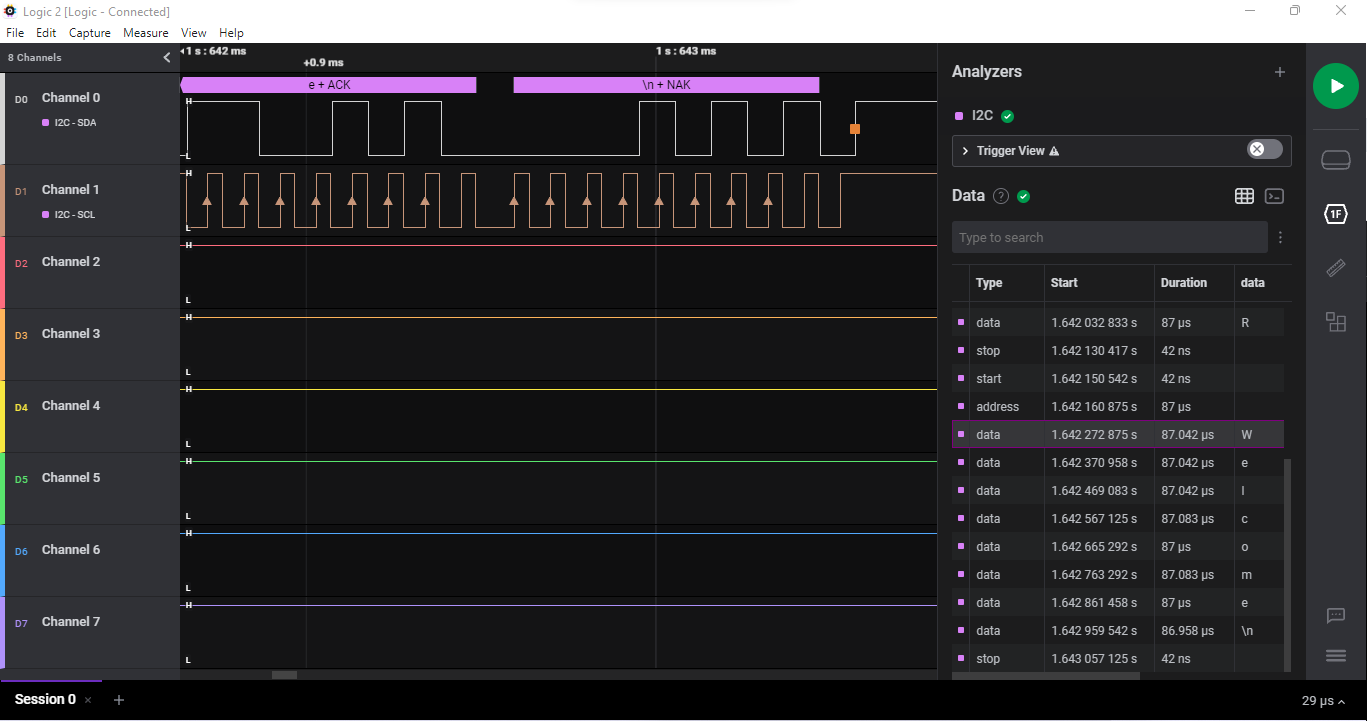 Logic 2 [Logic - Connected]
File Edit Capture Measure View Help
8 Channels
1 s : 642 ms
+0.9 ms
1 s : 643 ms
e + ACK
\n + NAK
D0 Channel 0
I2C - SDA
H
L
D1 Channel 1
I2C - SCL
H
L
D2 Channel 2
H
L
D3 Channel 3
H
L
D4 Channel 4
H
L
D5 Channel 5
H
L
D6 Channel 6
H
L
D7 Channel 7
H
L
Analyzers
I2C
Trigger View
Data
1F
Type to search
Type Start Duration data
data 1.642 032 833 s 87 µs R
stop 1.642 130 417 s 42 ns
start 1.642 150 542 s 42 ns
address 1.642 160 875 s 87 µs
data 1.642 272 875 s 87.042 µs W
data 1.642 370 958 s 87.042 µs e
data 1.642 469 083 s 87.042 µs l
data 1.642 567 125 s 87.083 µs c
data 1.642 665 292 s 87 µs o
data 1.642 763 292 s 87.083 µs m
data 1.642 861 458 s 87 µs e
data 1.642 959 542 s 86.958 µs \n
stop 1.643 057 125 s 42 ns
Session 0
29 µs